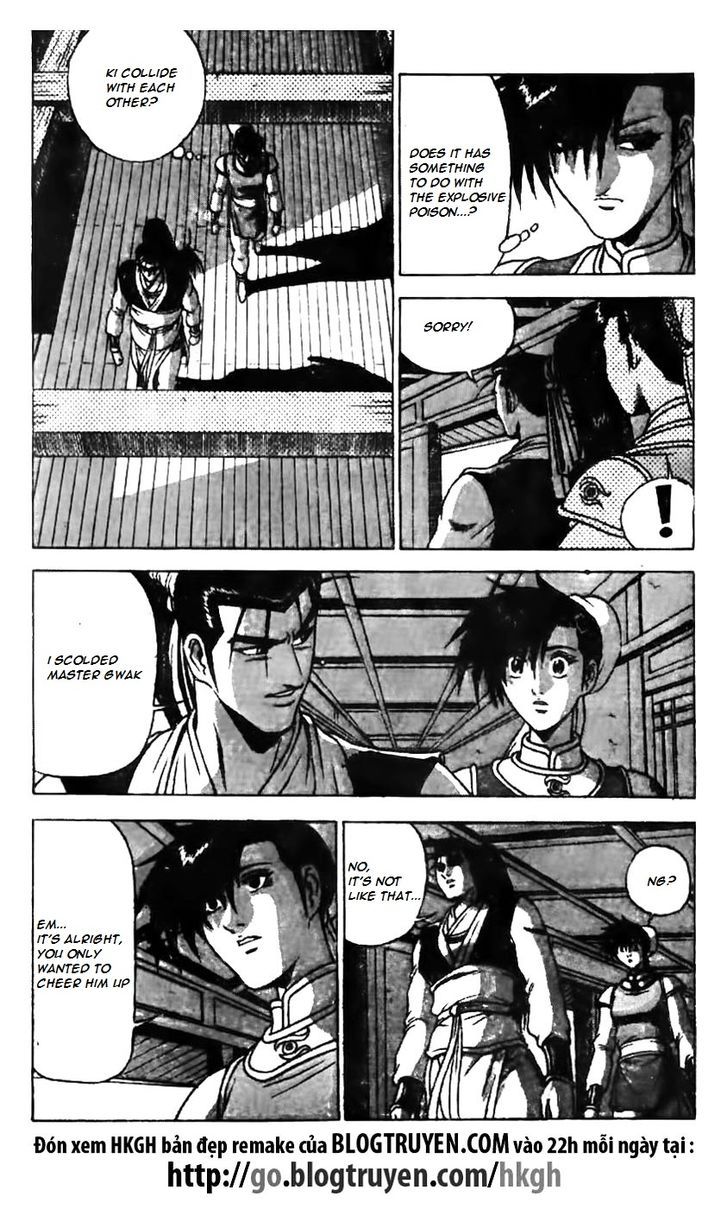 KI COLLIDE
WITH EACH
OTHER?
DOES IT HAS
SOMETHING
TO DO WITH
THE EXPLOSIVE
POISON...?
SORRY!
!
I SCOLDED
MASTER GWAK
EM...
IT'S ALRIGHT,
YOU ONLY
WANTED TO
CHEER HIM UP
NO,
IT'S NOT
LIKE THAT...
NG?
Đón xem HKGH bản đẹp remake của BLOGTRUYEN.COM vào 22h mỗi ngày tại :
http://go.blogtruyen.com/hkgh